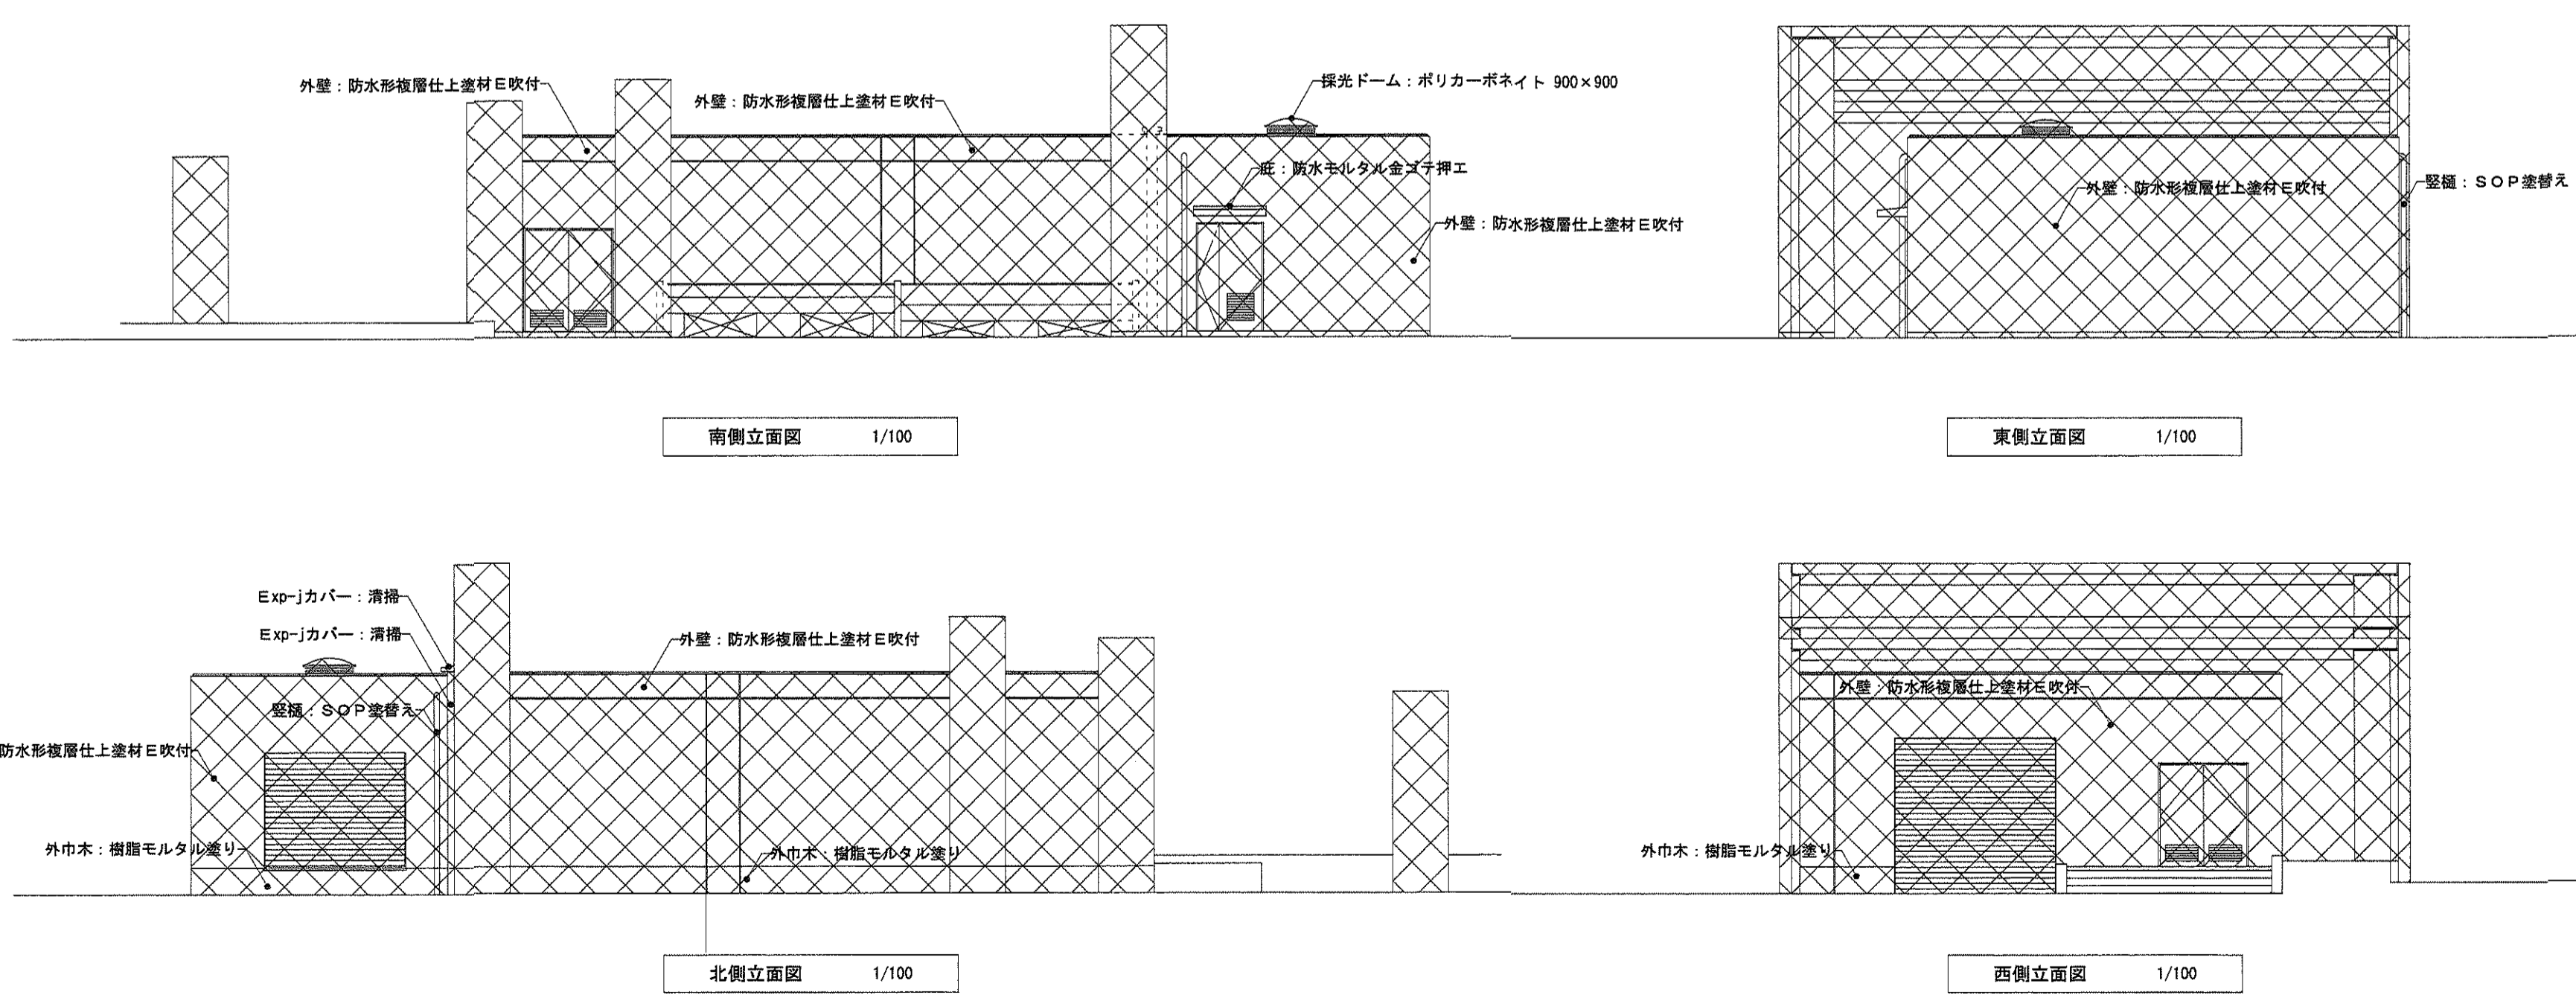 外壁：防水形複層仕上塗材Ｅ吹付
外壁：防水形複層仕上塗材Ｅ吹付
採光ドーム：ポリカーボネイト 900×900
庇：防水モルタル金ゴテ押エ
外壁：防水形複層仕上塗材Ｅ吹付
外壁：防水形複層仕上塗材Ｅ吹付
竪樋：ＳＯＰ塗替え
南側立面図 1/100
東側立面図 1/100
Exp-jカバー：清掃
Exp-jカバー：清掃
外壁：防水形複層仕上塗材Ｅ吹付
竪樋：ＳＯＰ塗替え
防水形複層仕上塗材Ｅ吹付
外巾木：樹脂モルタル塗り
外巾木：樹脂モルタル塗り
外壁：防水形複層仕上塗材Ｅ吹付
外巾木：樹脂モルタル塗り
北側立面図 1/100
西側立面図 1/100